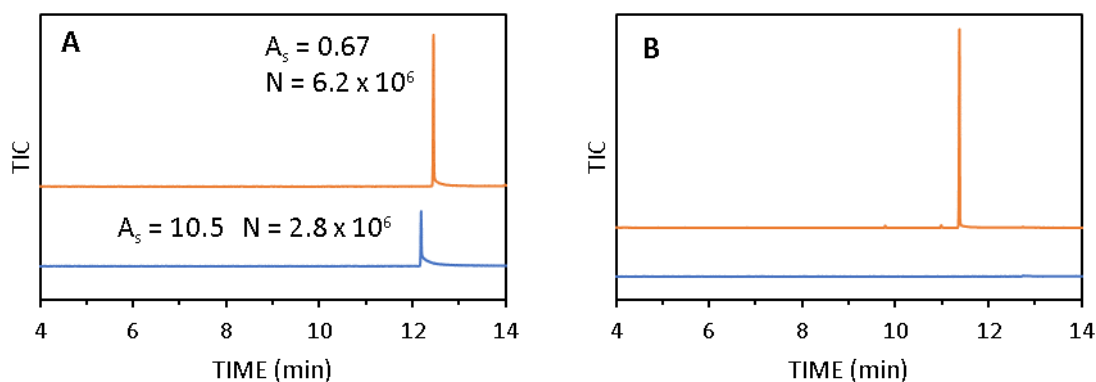 A
Aₛ = 0.67
N = 6.2 x 10⁶
Aₛ = 10.5 N = 2.8 x 10⁶
TIC
4 6 8 10 12 14
TIME (min)
B
TIC
4 6 8 10 12 14
TIME (min)